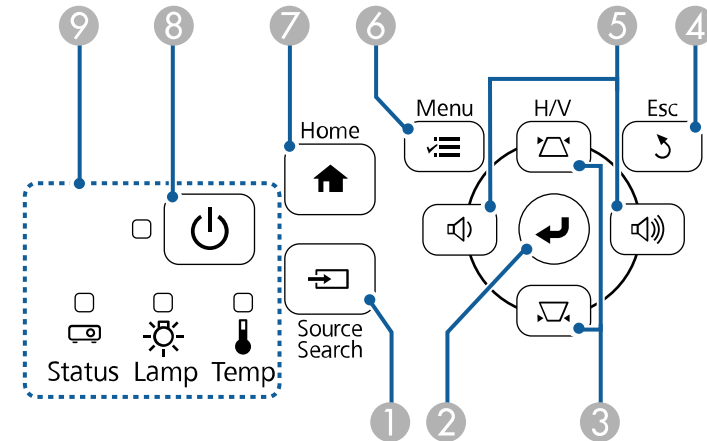 9 8 7 6 5 4
Menu H/V Esc
Home
Source
Search
Status Lamp Temp
1 2 3